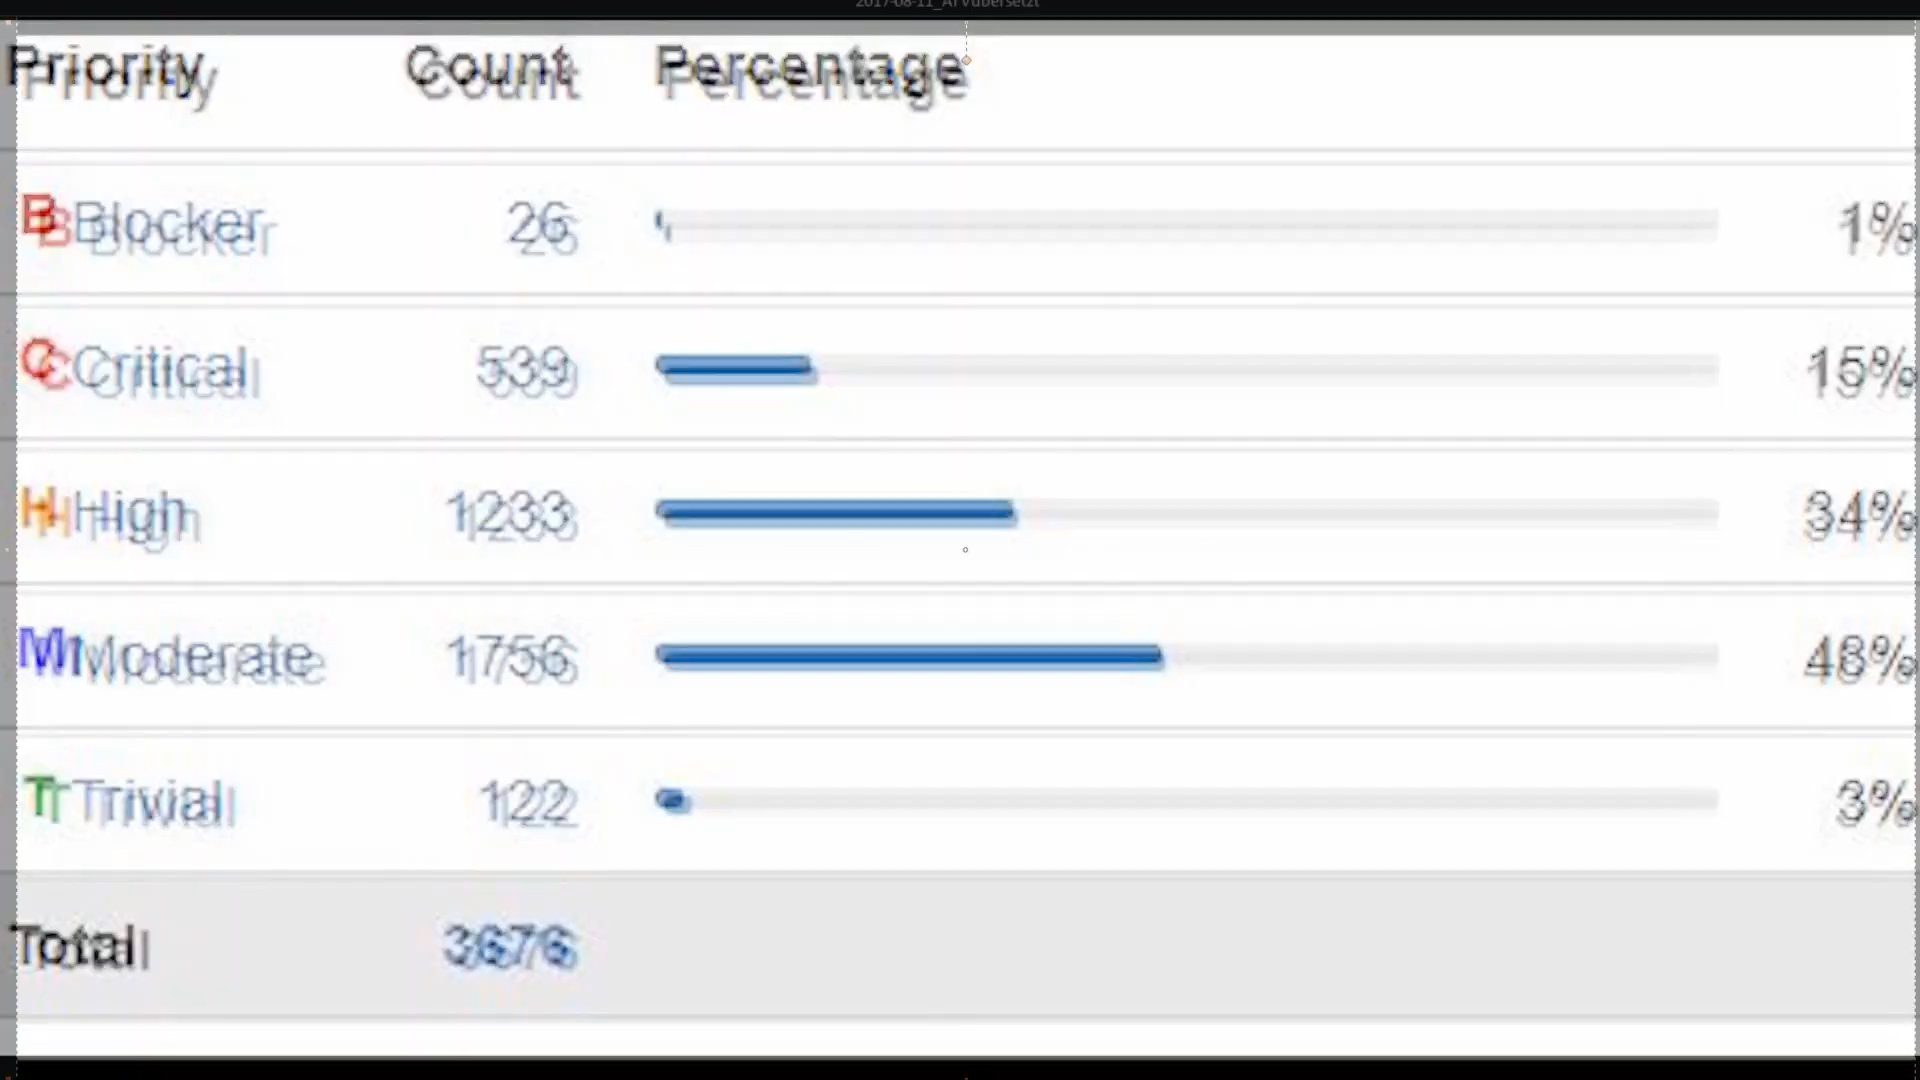 Priority Count Percentage
B Blocker 26 1%
C Critical 539 15%
H High 1233 34%
M Moderate 1756 48%
T Trivial 122 3%
Total 3676